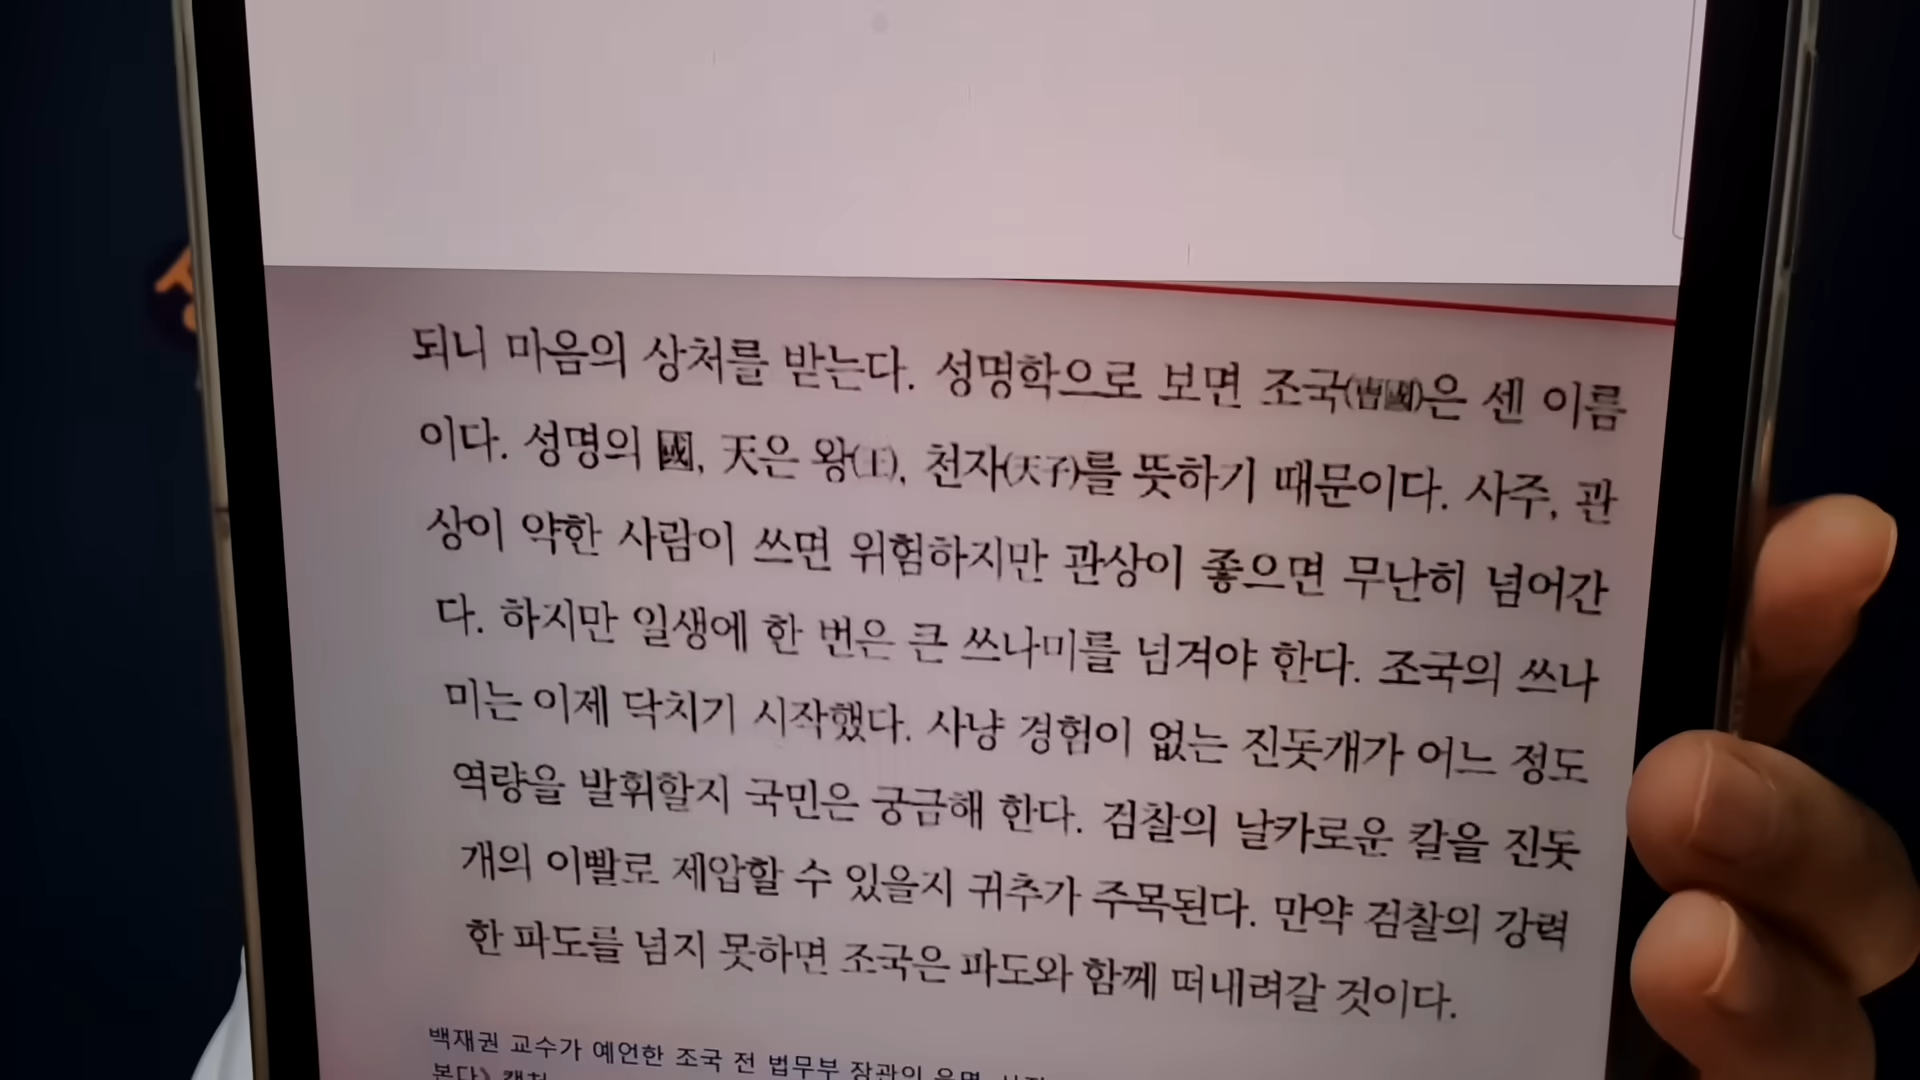 되니 마음의 상처를 받는다. 성명학으로 보면 조국(曺國)은 센 이름
이다. 성명의 國, 天은 왕(王), 천자(天子)를 뜻하기 때문이다. 사주, 관
상이 약한 사람이 쓰면 위험하지만 관상이 좋으면 무난히 넘어간
다. 하지만 일생에 한 번은 큰 쓰나미를 넘겨야 한다. 조국의 쓰나
미는 이제 닥치기 시작했다. 사냥 경험이 없는 진돗개가 어느 정도
역량을 발휘할지 국민은 궁금해 한다. 검찰의 날카로운 칼을 진돗
개의 이빨로 제압할 수 있을지 귀추가 주목된다. 만약 검찰의 강력
한 파도를 넘지 못하면 조국은 파도와 함께 떠내려갈 것이다.
백재권 교수가 예언한 조국 전 법무부 장관의